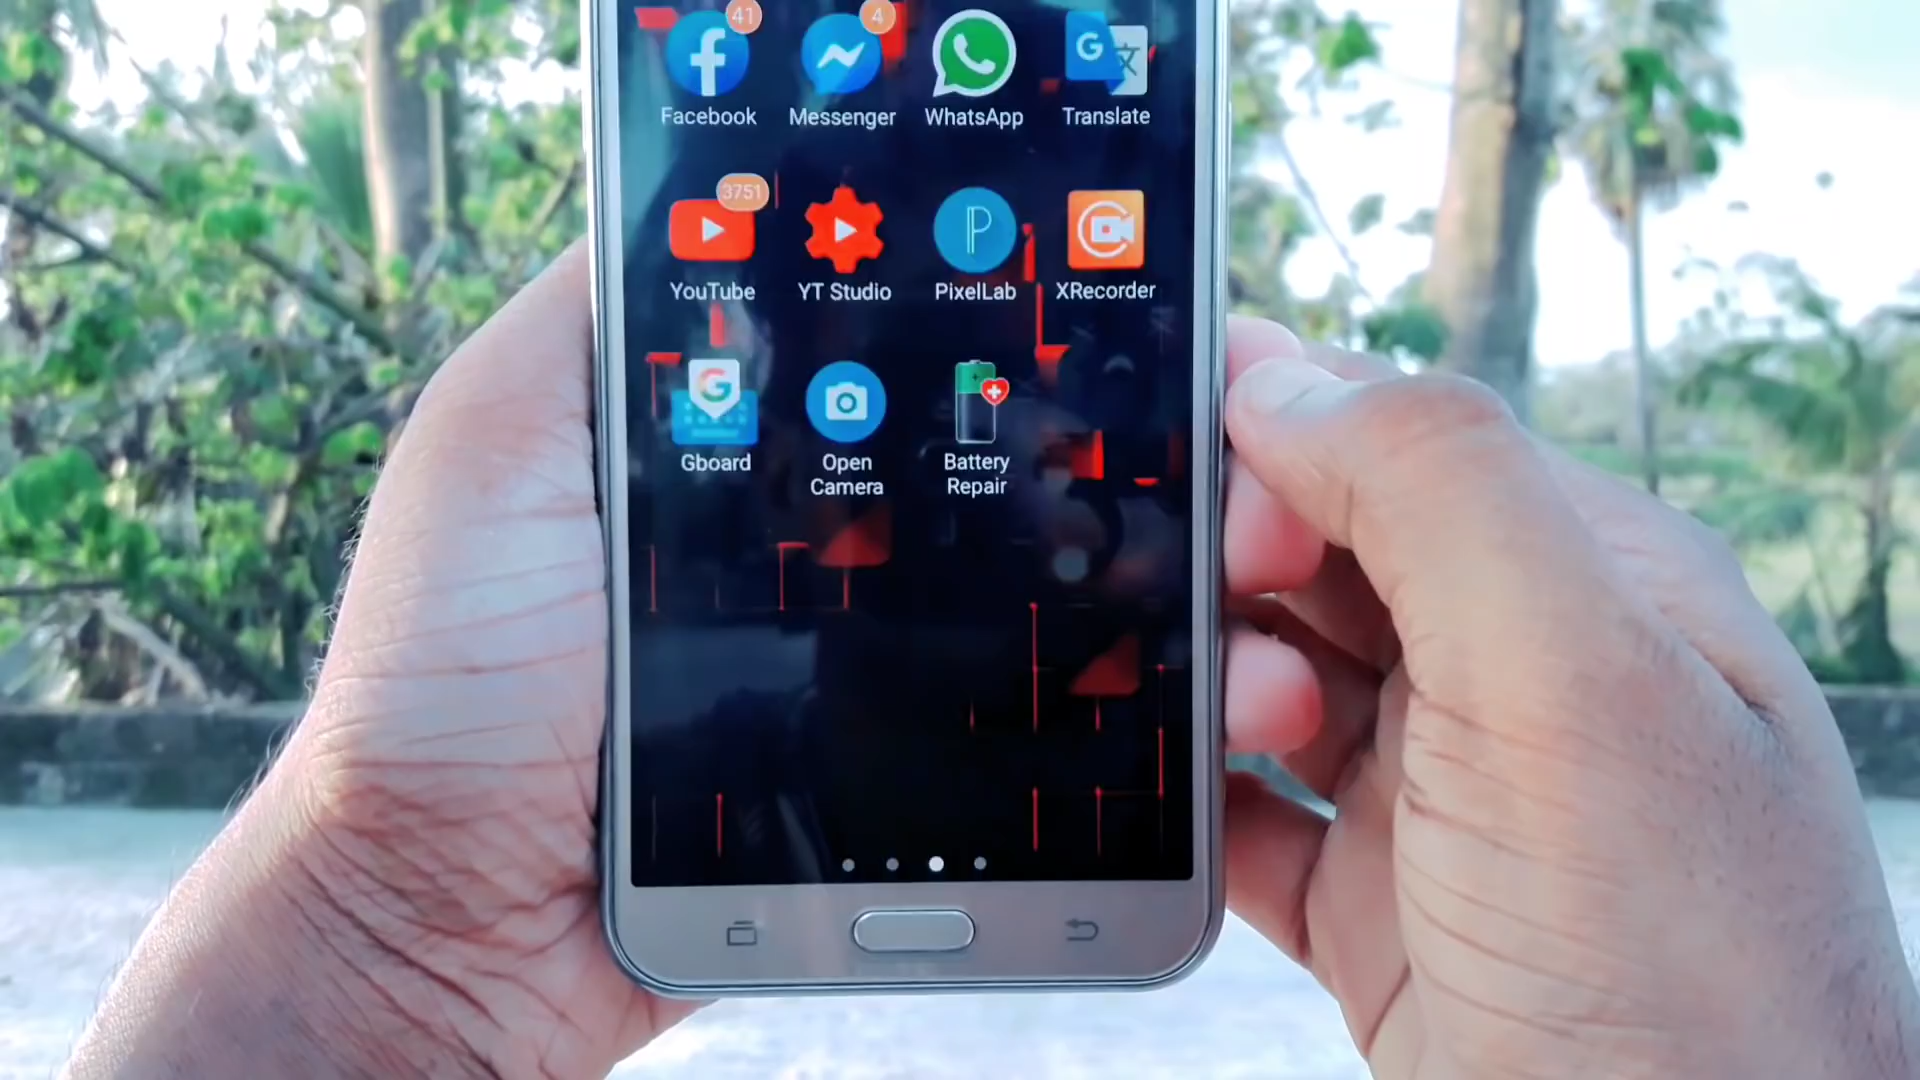 41
4
Facebook
Messenger
WhatsApp
Translate
3751
YouTube
YT Studio
PixelLab
XRecorder
Gboard
Open
Camera
Battery
Repair